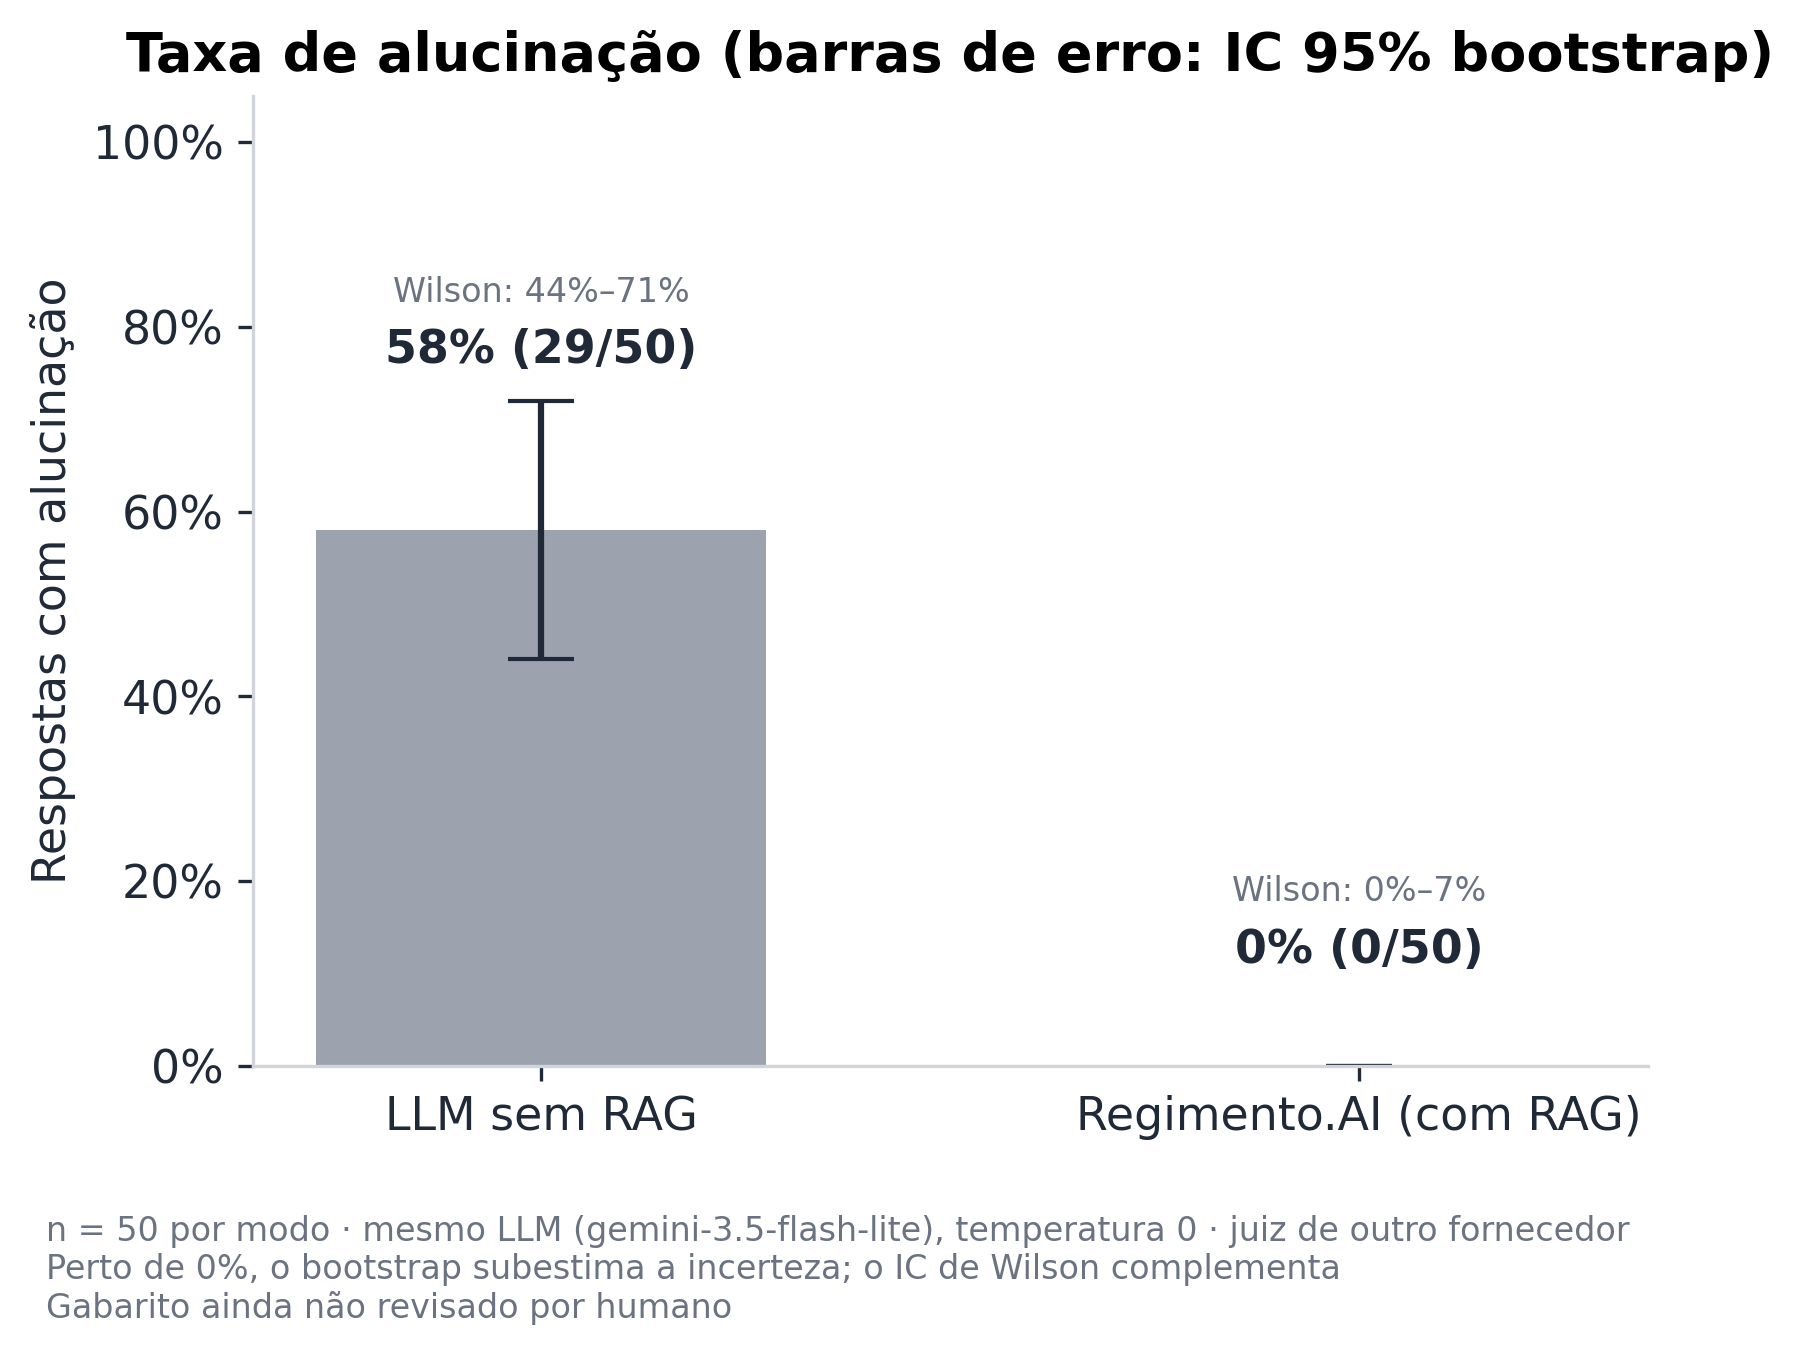 Taxa de alucinação (barras de erro: IC 95% bootstrap)
Respostas com alucinação
100%
80%
60%
40%
20%
0%
Wilson: 44%–71%
58% (29/50)
Wilson: 0%–7%
0% (0/50)
LLM sem RAG
Regimento.AI (com RAG)
n = 50 por modo · mesmo LLM (gemini-3.5-flash-lite), temperatura 0 · juiz de outro fornecedor
Perto de 0%, o bootstrap subestima a incerteza; o IC de Wilson complementa
Gabarito ainda não revisado por humano